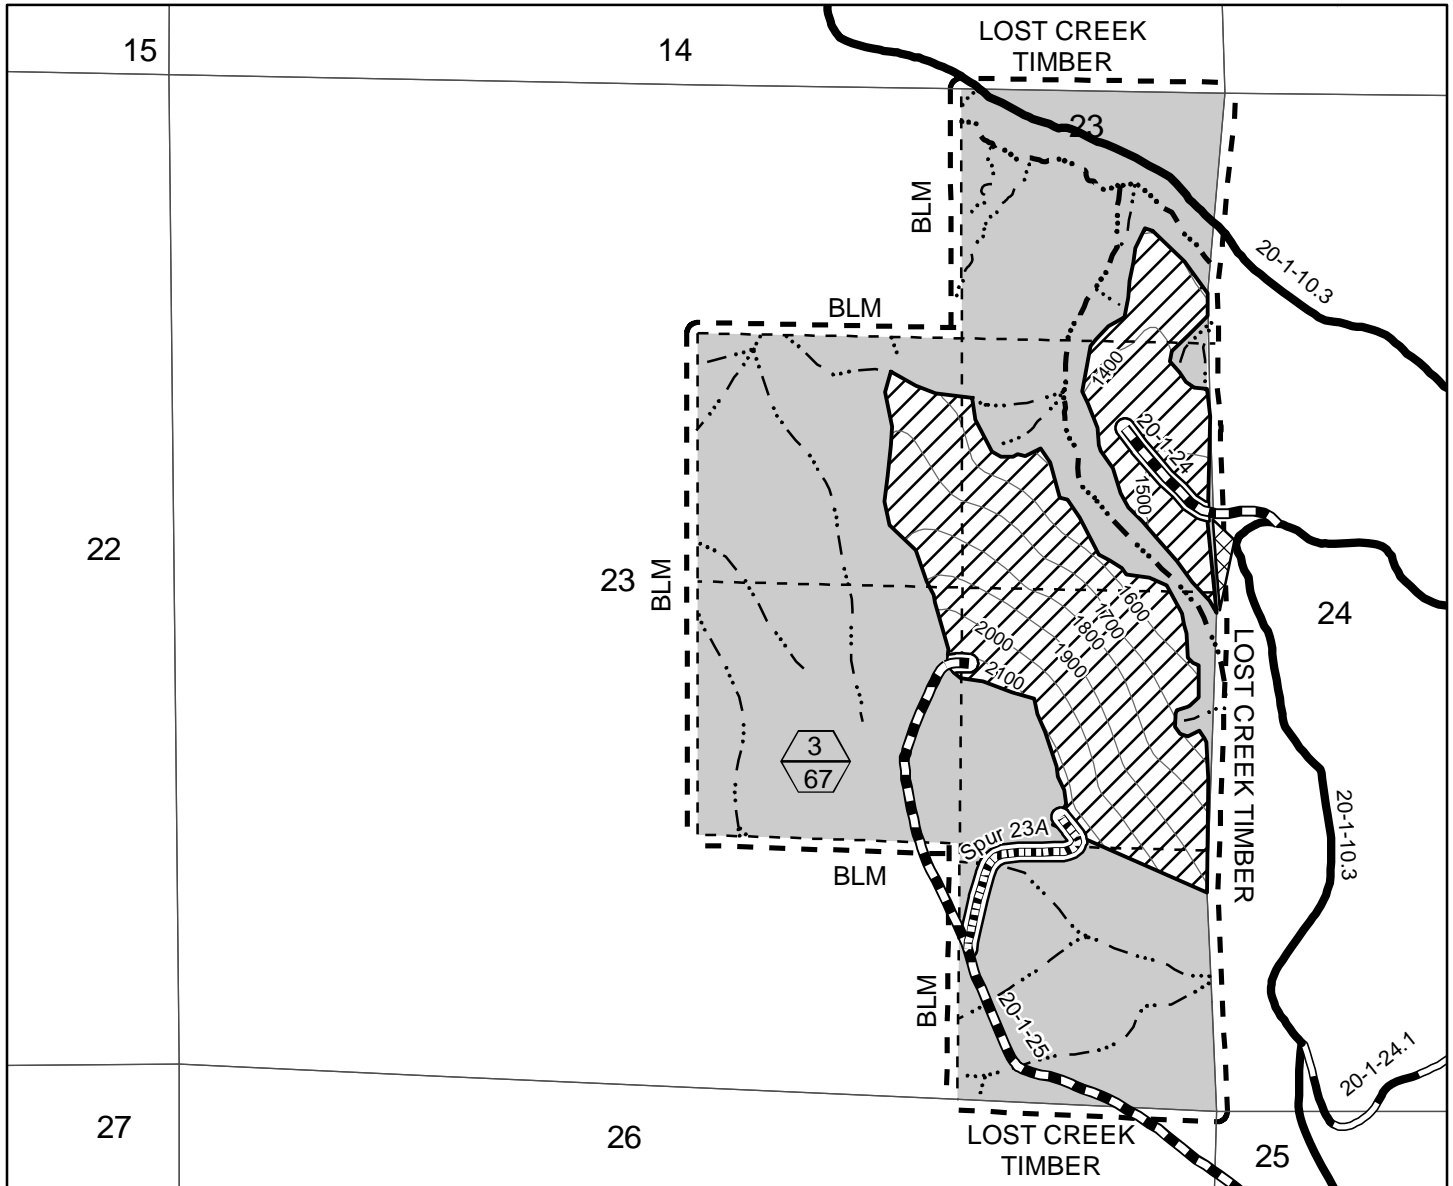 15
14
LOST CREEK
TIMBER
23
BLM
20-1-10.3
BLM
1400
20-1-24
1500
22
23
BLM
24
1600
1700
1800
1900
2000
2100
LOST CREEK TIMBER
3
67
Spur 23A
20-1-10.3
BLM
BLM
20-1-25
20-1-24.1
27
26
LOST CREEK
TIMBER
25